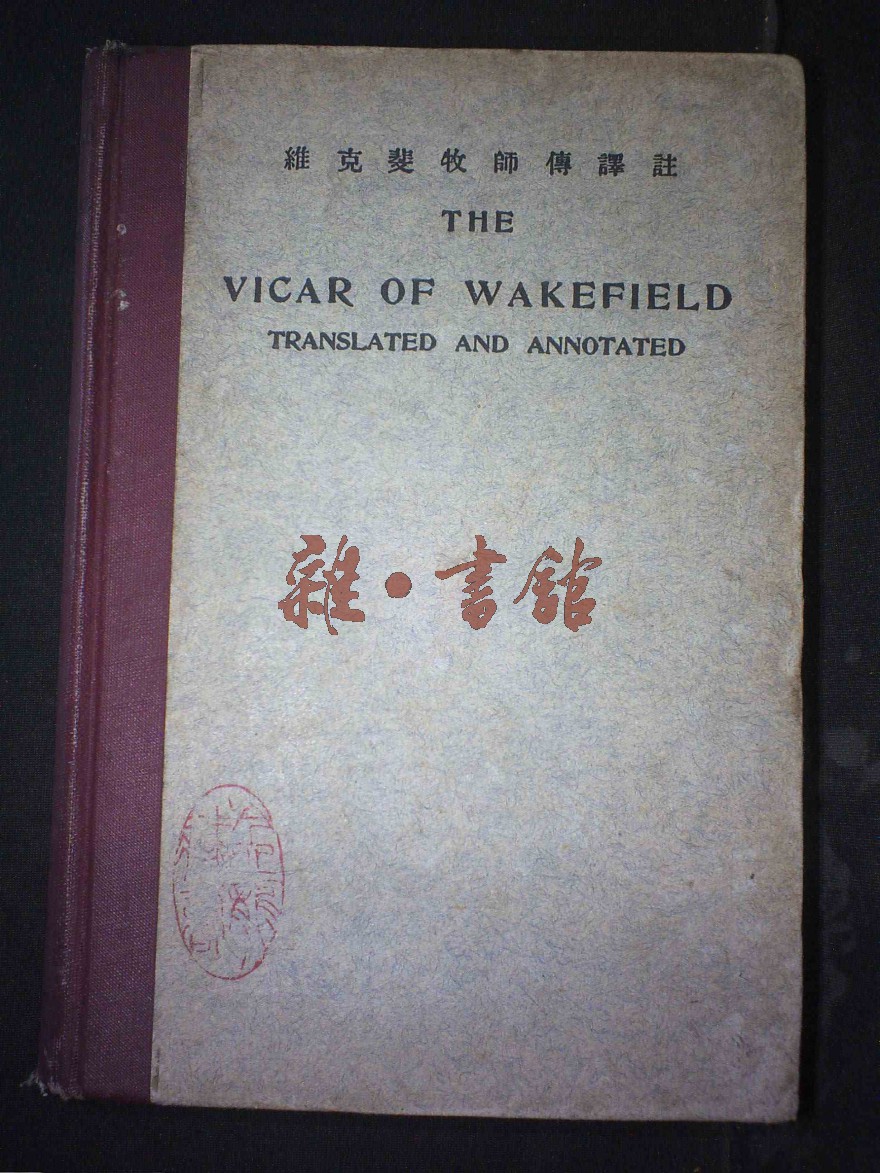 維克斐牧師傳譯註
THE
VICAR OF WAKEFIELD
TRANSLATED AND ANNOTATED
雜·書館